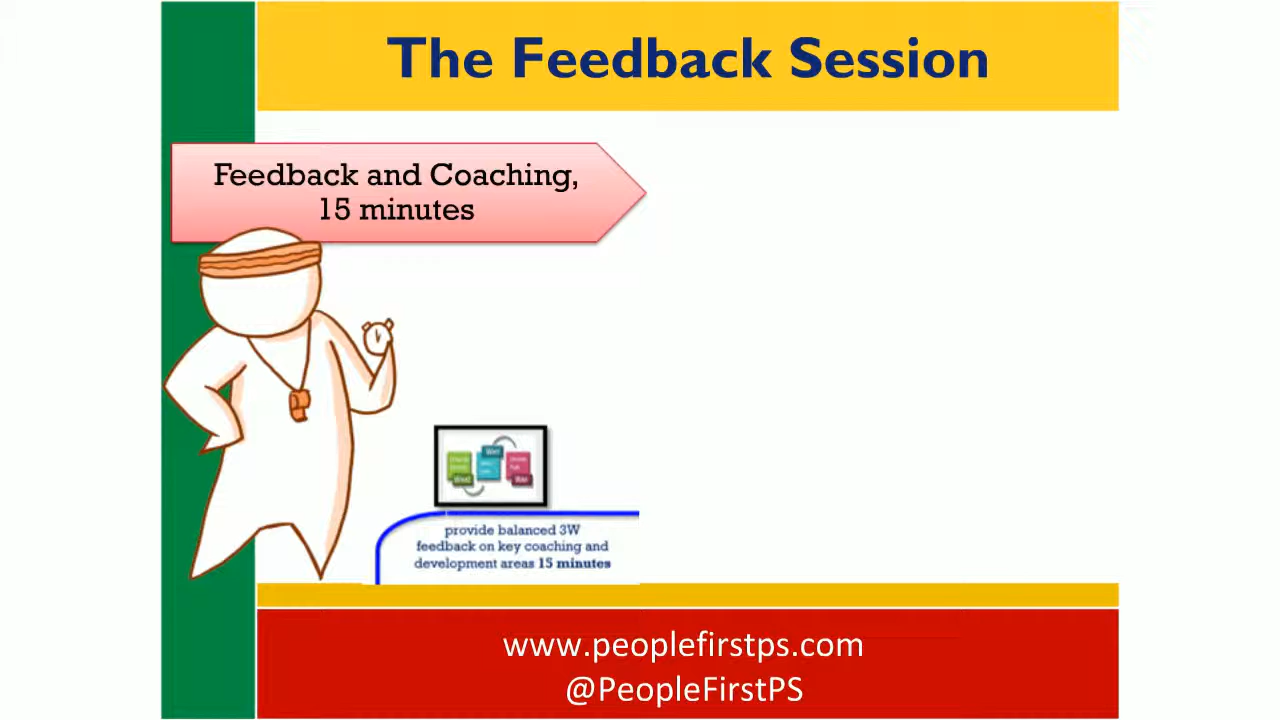 The Feedback Session
Feedback and Coaching,
15 minutes
provide balanced 3W
feedback on key coaching and
development areas 15 minutes
www.peoplefirstps.com
@PeopleFirstPS